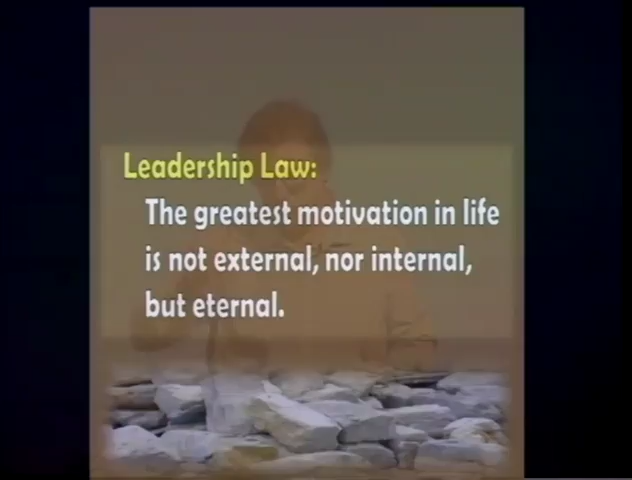 Leadership Law:
The greatest motivation in life
is not external, nor internal,
but eternal.